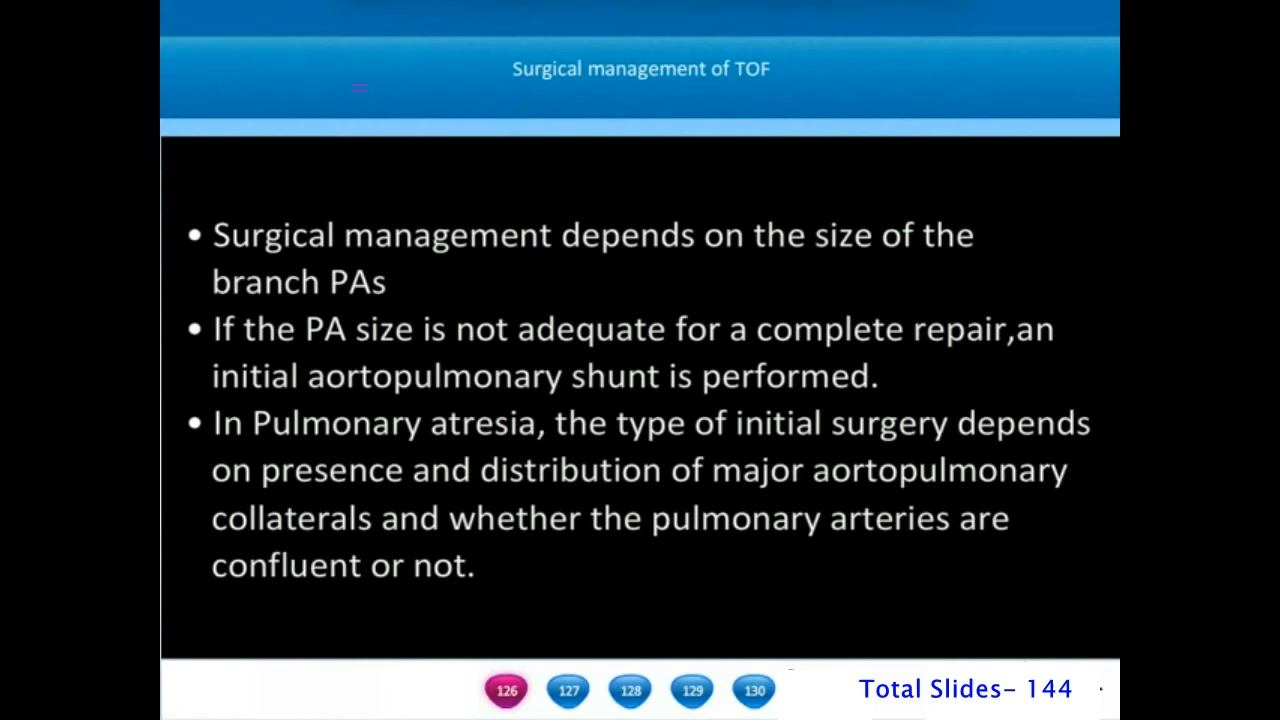 Surgical management of TOF
• Surgical management depends on the size of the
branch PAs
• If the PA size is not adequate for a complete repair,an
initial aortopulmonary shunt is performed.
• In Pulmonary atresia, the type of initial surgery depends
on presence and distribution of major aortopulmonary
collaterals and whether the pulmonary arteries are
confluent or not.
126 127 128 129 130 Total Slides– 144